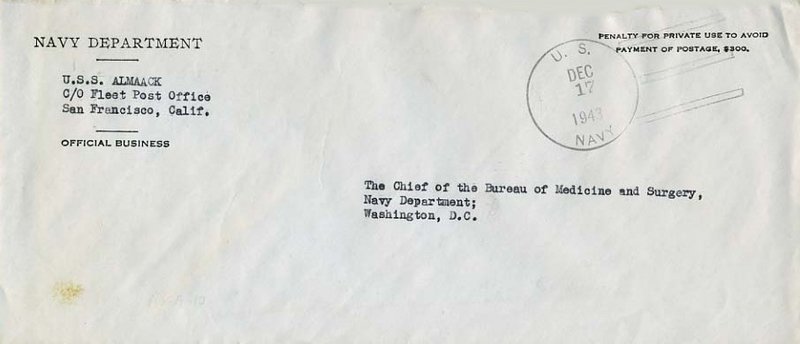 NAVY DEPARTMENT
U.S.S. ALMAACK
C/O Fleet Post Office
San Francisco, Calif.
OFFICIAL BUSINESS
PENALTY FOR PRIVATE USE TO AVOID
PAYMENT OF POSTAGE, $300.
U. S.
DEC
17
1943
NAVY
The Chief of the Bureau of Medicine and Surgery,
Navy Department;
Washington, D.C.